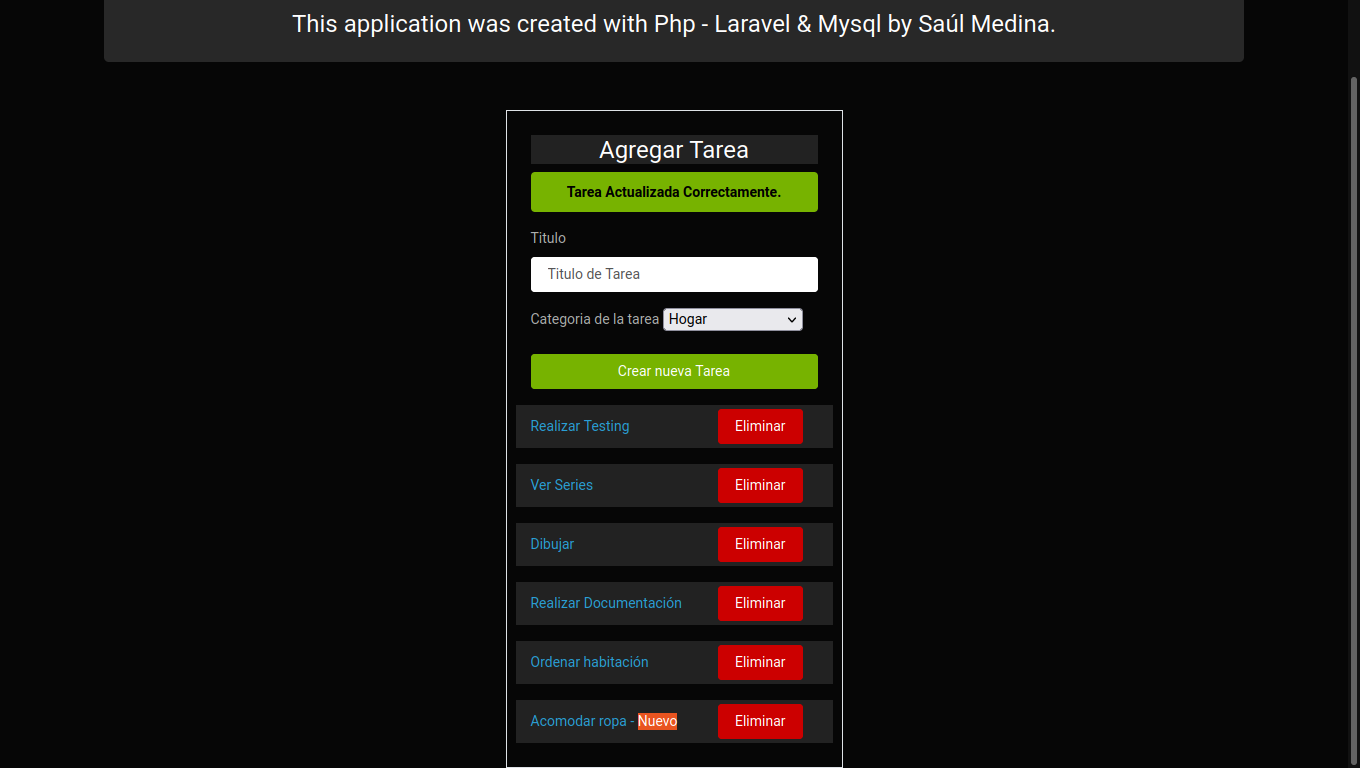 This application was created with Php - Laravel & Mysql by Saúl Medina.
Agregar Tarea
Tarea Actualizada Correctamente.
Titulo
Titulo de Tarea
Categoria de la tarea Hogar
Crear nueva Tarea
Realizar Testing Eliminar
Ver Series Eliminar
Dibujar Eliminar
Realizar Documentación Eliminar
Ordenar habitación Eliminar
Acomodar ropa - Nuevo Eliminar